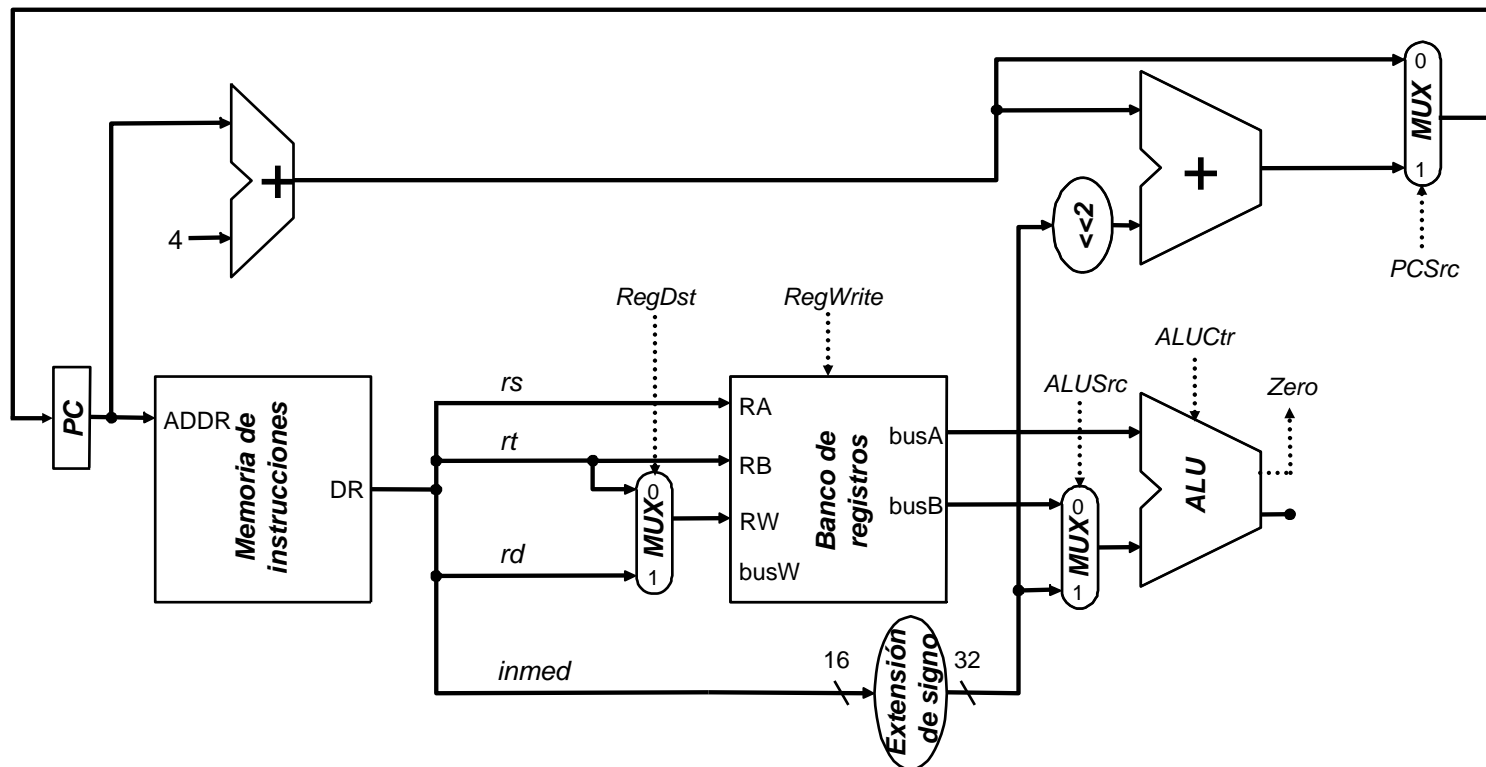 0
MUX
1
PCSrc
+
+
<<2
4
RegDst
RegWrite
ALUCtr
ALUSrc
Zero
PC
ADDR
Memoria de
instrucciones
DR
rs
rt
rd
0
MUX
1
RA
RB
RW
busW
Banco de
registros
busA
busB
0
MUX
1
ALU
inmed
16
Extensión
de signo
32